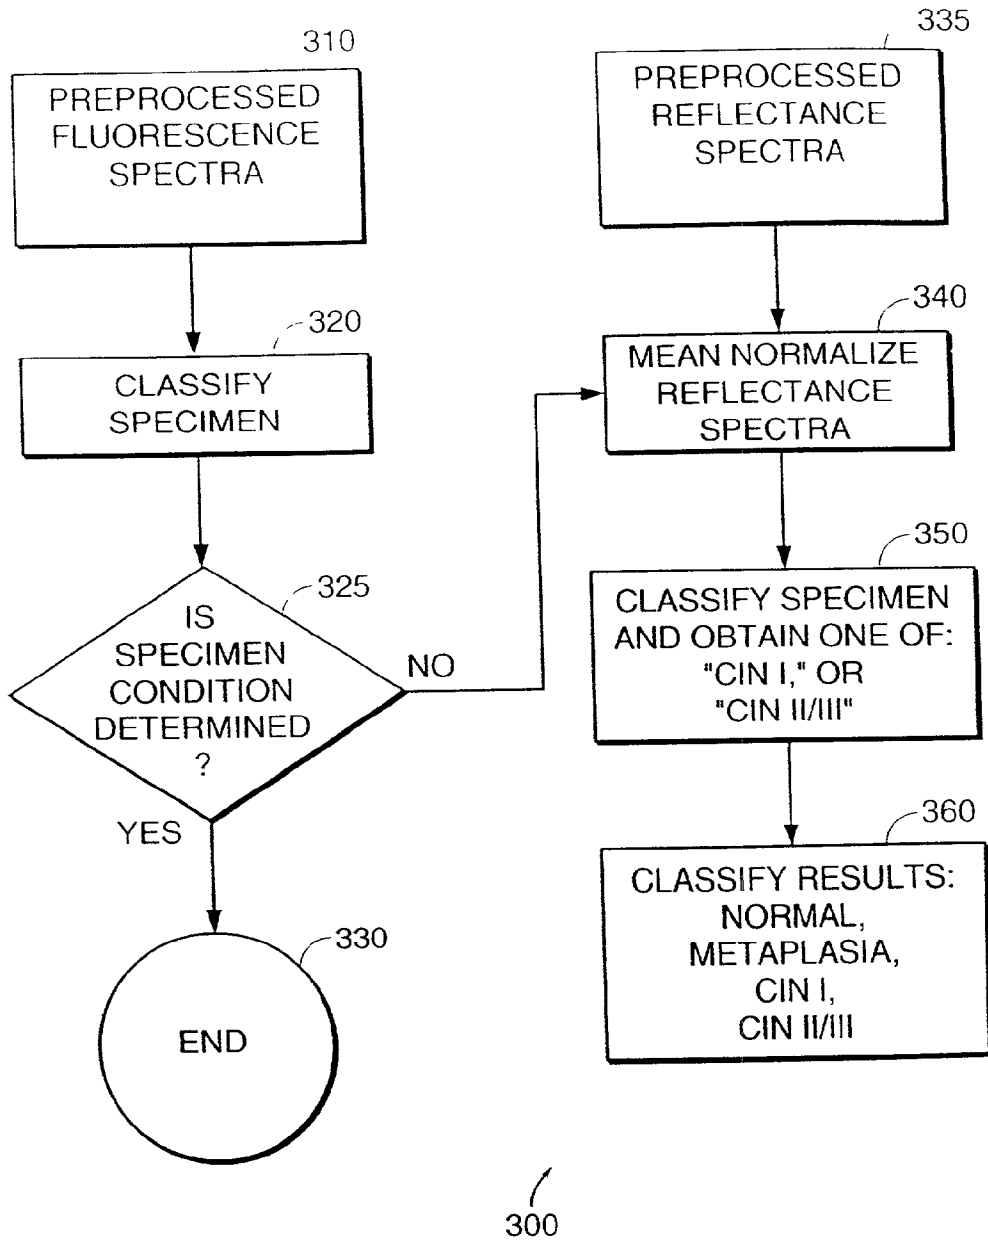 310
PREPROCESSED
FLUORESCENCE
SPECTRA
320
CLASSIFY
SPECIMEN
325
IS
SPECIMEN
CONDITION
DETERMINED
?
NO
YES
330
END
335
PREPROCESSED
REFLECTANCE
SPECTRA
340
MEAN NORMALIZE
REFLECTANCE
SPECTRA
350
CLASSIFY SPECIMEN
AND OBTAIN ONE OF:
"CIN I," OR
"CIN II/III"
360
CLASSIFY RESULTS:
NORMAL,
METAPLASIA,
CIN I,
CIN II/III
300